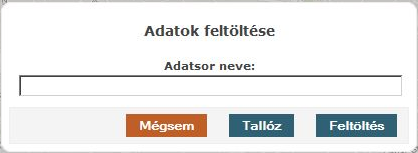 Adatok feltöltése
Adatsor neve:
Mégsem Tallóz Feltöltés